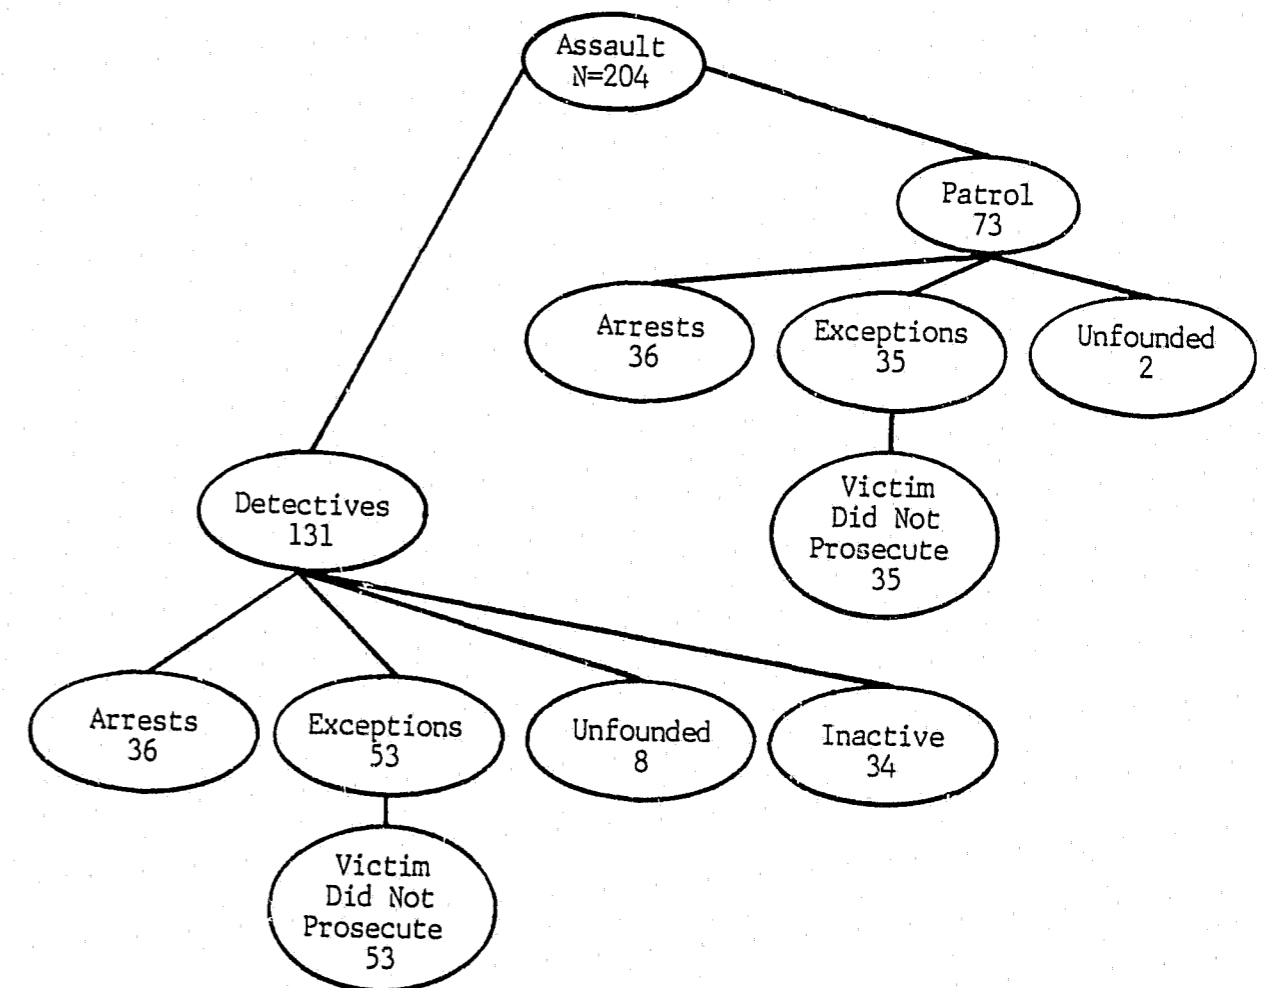 Assault
N=204
Patrol
73
Arrests
36
Exceptions
35
Unfounded
2
Victim
Did Not
Prosecute
35
Detectives
131
Arrests
36
Exceptions
53
Unfounded
8
Inactive
34
Victim
Did Not
Prosecute
53